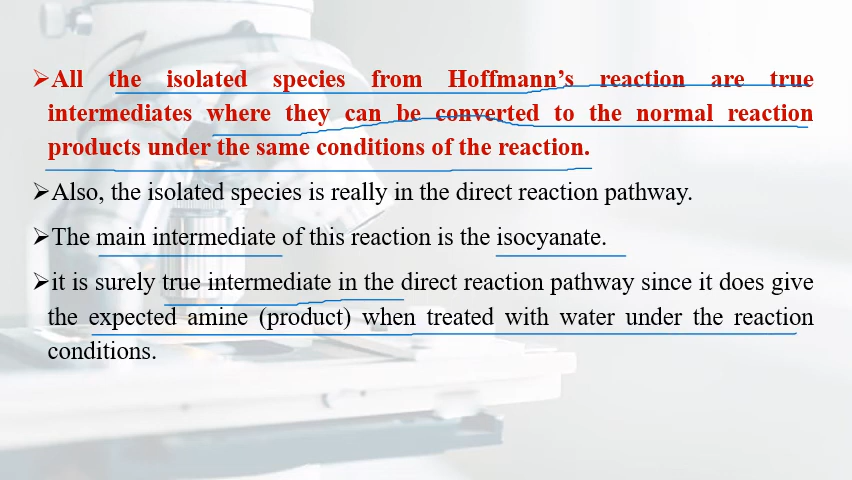 ➢All the isolated species from Hoffmann's reaction are true
intermediates where they can be converted to the normal reaction
products under the same conditions of the reaction.
➢Also, the isolated species is really in the direct reaction pathway.
➢The main intermediate of this reaction is the isocyanate.
➢it is surely true intermediate in the direct reaction pathway since it does give
the expected amine (product) when treated with water under the reaction
conditions.